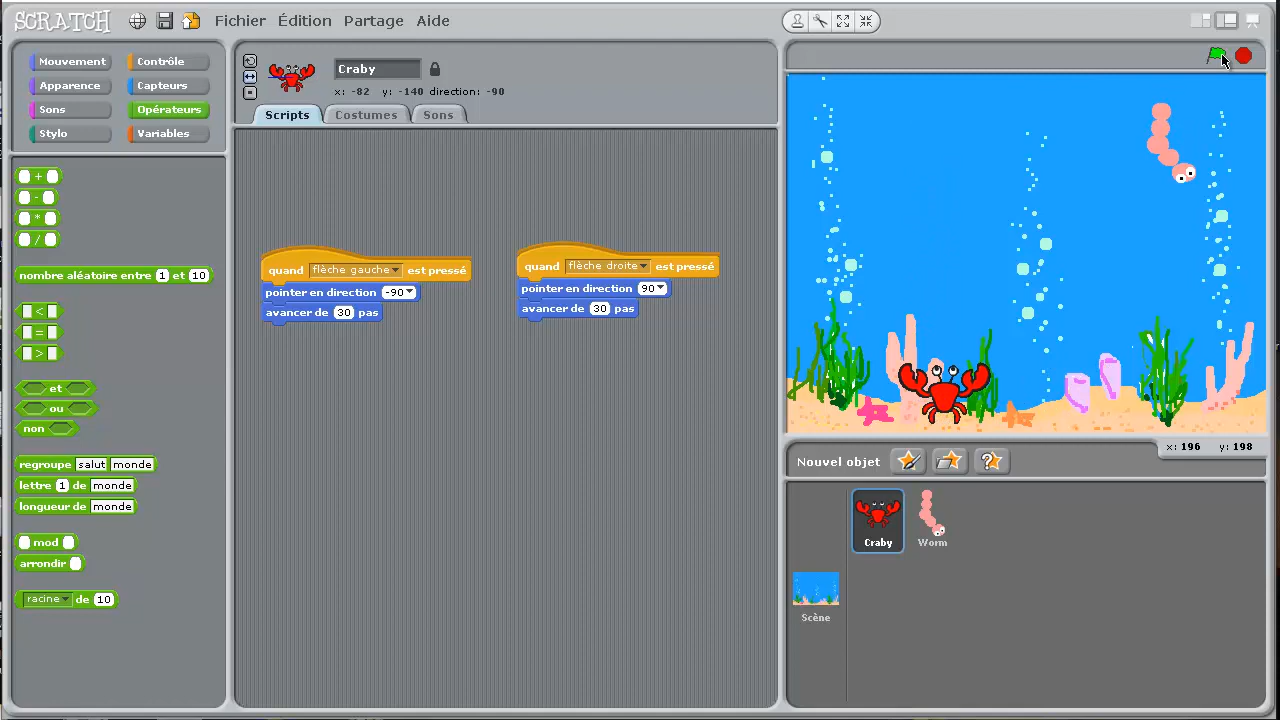 SCRATCH Fichier Édition Partage Aide
Mouvement Contrôle
Apparence Capteurs
Sons Opérateurs
Stylo Variables
+
-
*
/
nombre aléatoire entre 1 et 10
<
=
>
et
ou
non
regroupe salut monde
lettre 1 de monde
longueur de monde
mod
arrondir
racine de 10
Craby
x: -82 y: -140 direction: -90
Scripts Costumes Sons
quand flèche gauche est pressé
pointer en direction -90
avancer de 30 pas
quand flèche droite est pressé
pointer en direction 90
avancer de 30 pas
x: 196 y: 198
Nouvel objet ?
Craby Worm
Scène